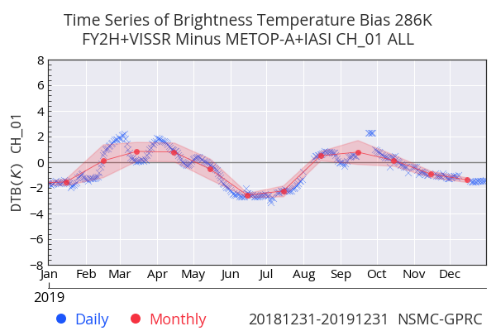 Time Series of Brightness Temperature Bias 286K
FY2H+VISSR Minus METOP-A+IASI CH_01 ALL
DTB(K) CH_01
8
6
4
2
0
−2
−4
−6
−8
Jan Feb Mar Apr May Jun Jul Aug Sep Oct Nov Dec
2019
Daily Monthly 20181231-20191231 NSMC-GPRC